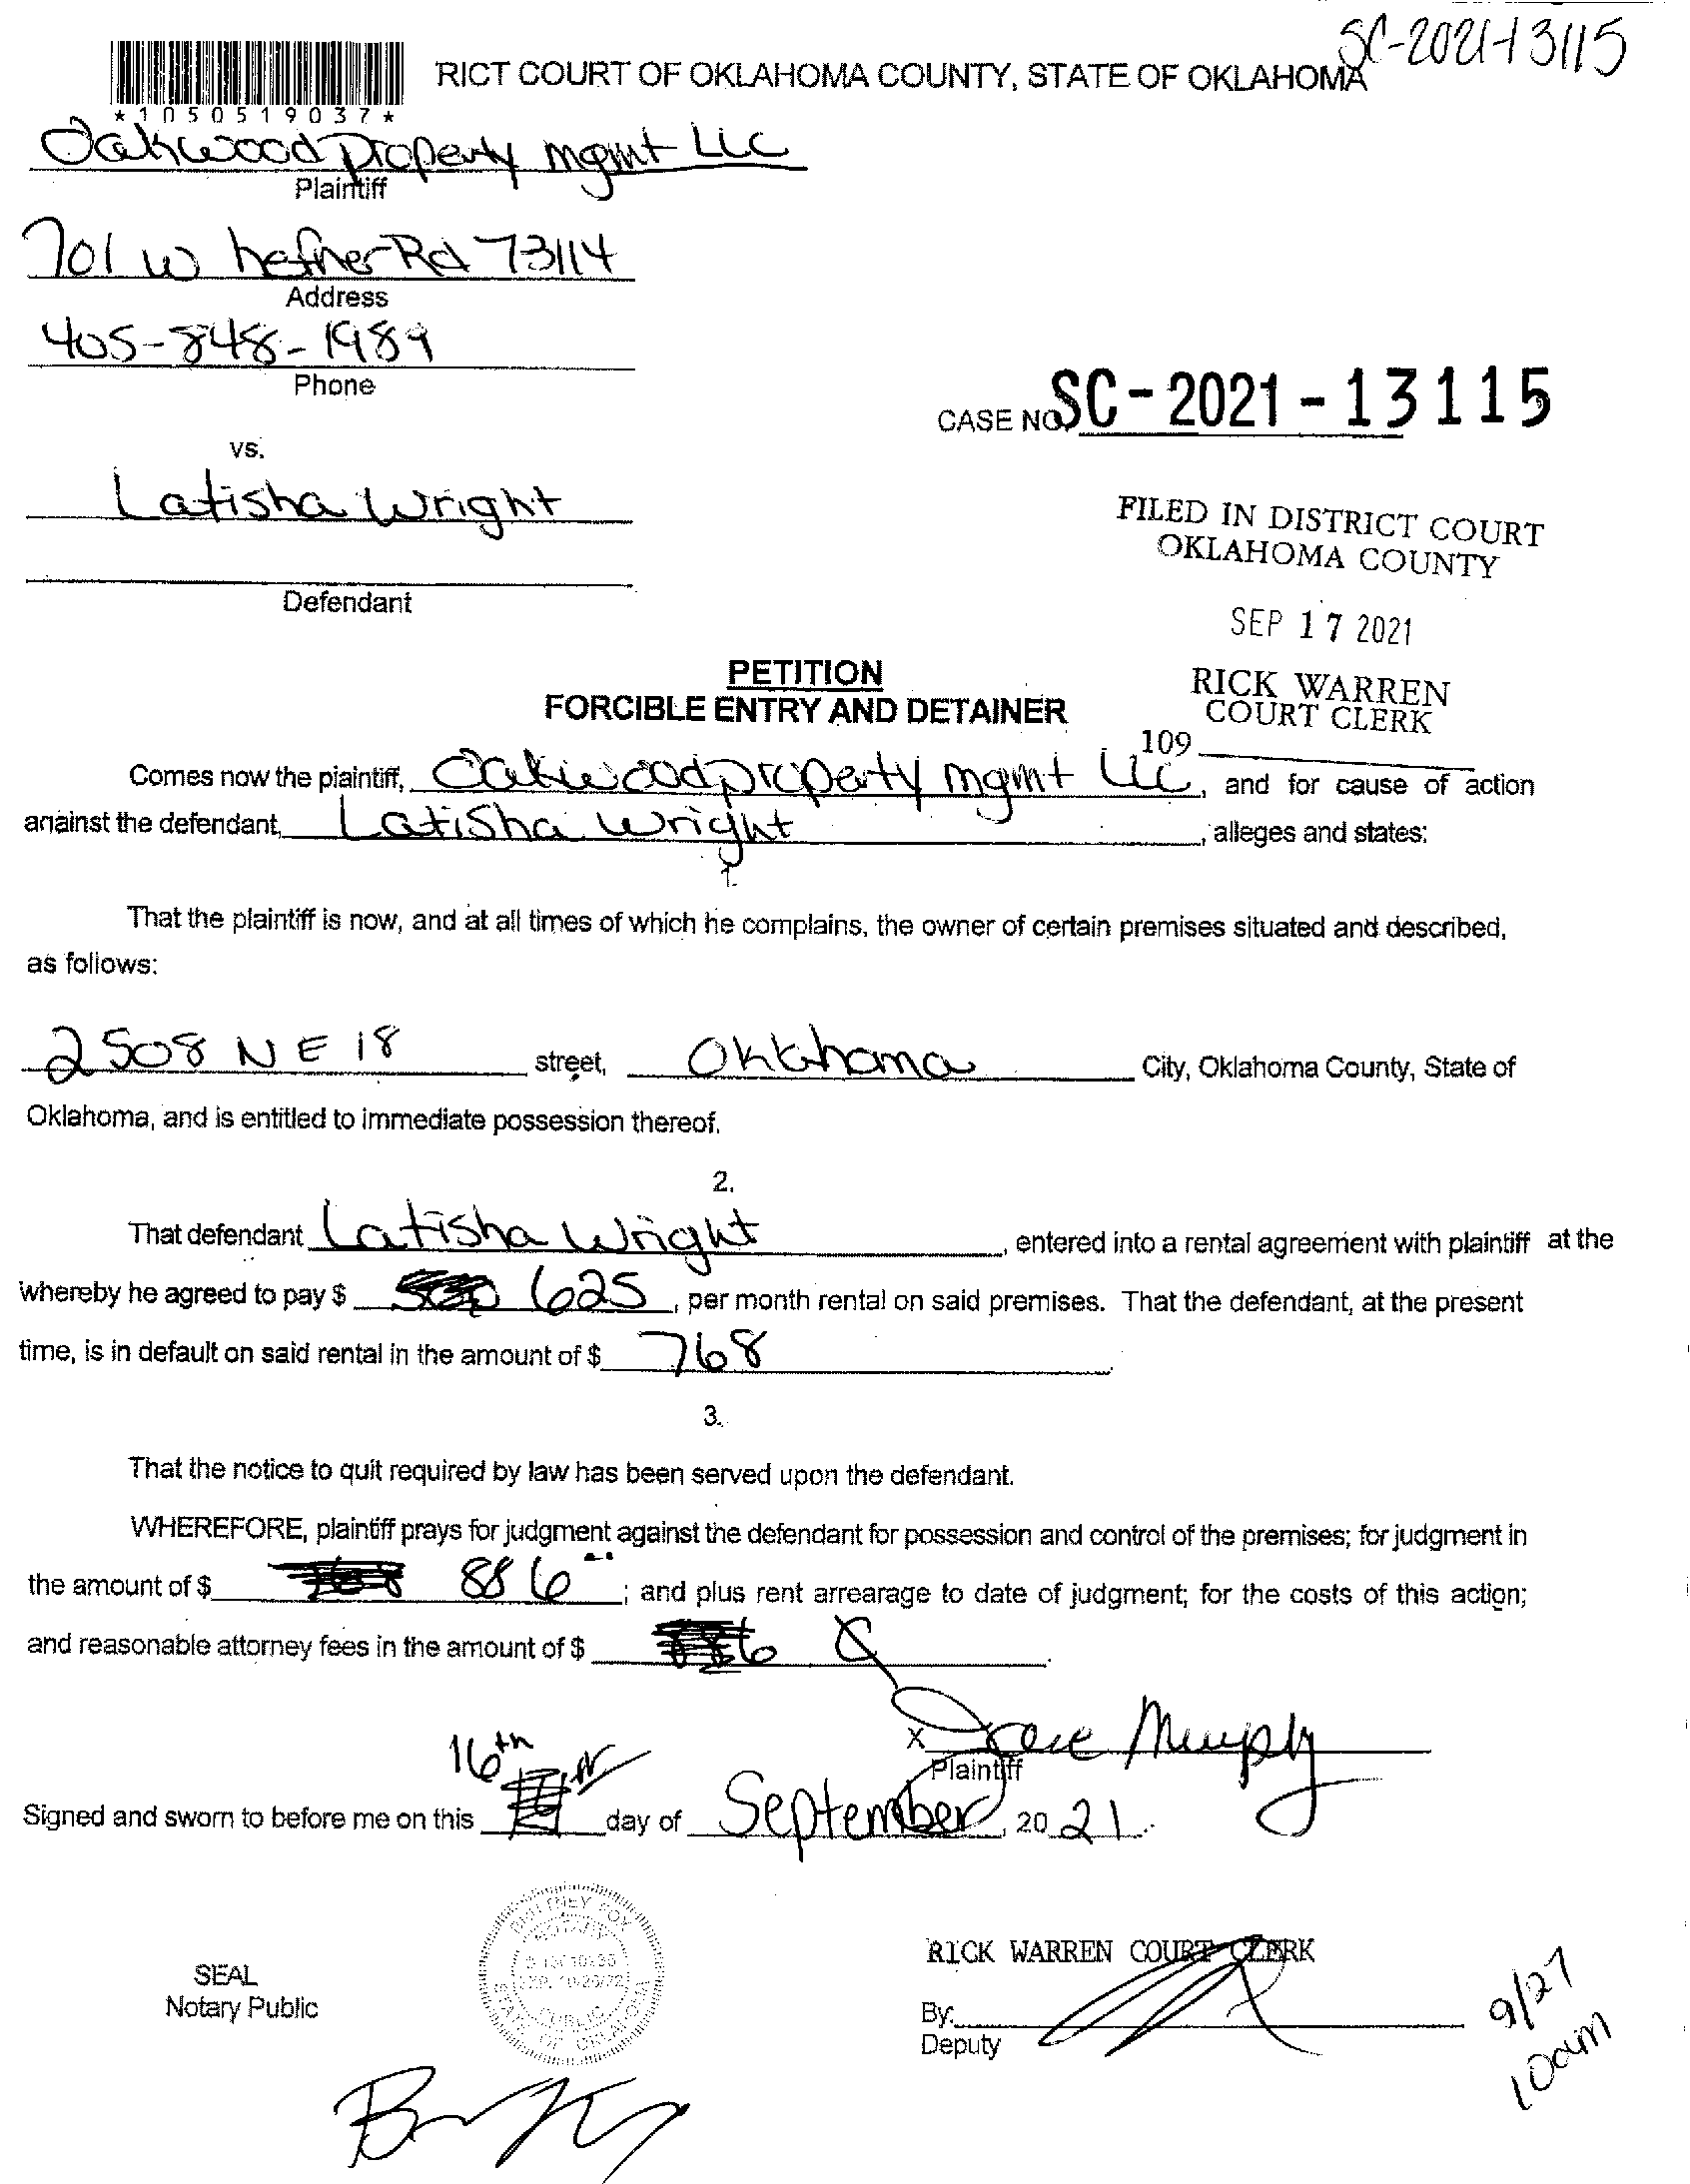 SC-2021-13115
RICT COURT OF OKLAHOMA COUNTY, STATE OF OKLAHOMA
*1050519037*
Oakwood property mgmt LLC
Plaintiff
701 W hefner Rd 73114
Address
405-848-1989
Phone
CASE NO. SC-2021-13115
vs.
Latisha Wright
FILED IN DISTRICT COURT
OKLAHOMA COUNTY
Defendant
SEP 17 2021
PETITION
FORCIBLE ENTRY AND DETAINER
RICK WARREN
COURT CLERK
109
Comes now the plaintiff, Oakwood property mgmt LLC, and for cause of action
against the defendant, Latisha Wright, alleges and states:
1.
That the plaintiff is now, and at all times of which he complains, the owner of certain premises situated and described,
as follows:
2508 NE 18 street, Oklahoma City, Oklahoma County, State of
Oklahoma, and is entitled to immediate possession thereof.
2.
That defendant Latisha Wright, entered into a rental agreement with plaintiff at the
whereby he agreed to pay $ 625, per month rental on said premises. That the defendant, at the present
time, is in default on said rental in the amount of $ 768.
3.
That the notice to quit required by law has been served upon the defendant.
WHEREFORE, plaintiff prays for judgment against the defendant for possession and control of the premises; for judgment in
the amount of $ 886; and plus rent arrearage to date of judgment; for the costs of this action;
and reasonable attorney fees in the amount of $
X Murphy
Plaintiff
16th
Signed and sworn to before me on this day of September, 2021.
SEAL
Notary Public
RICK WARREN COURT CLERK
By:
Deputy
9/27
10am